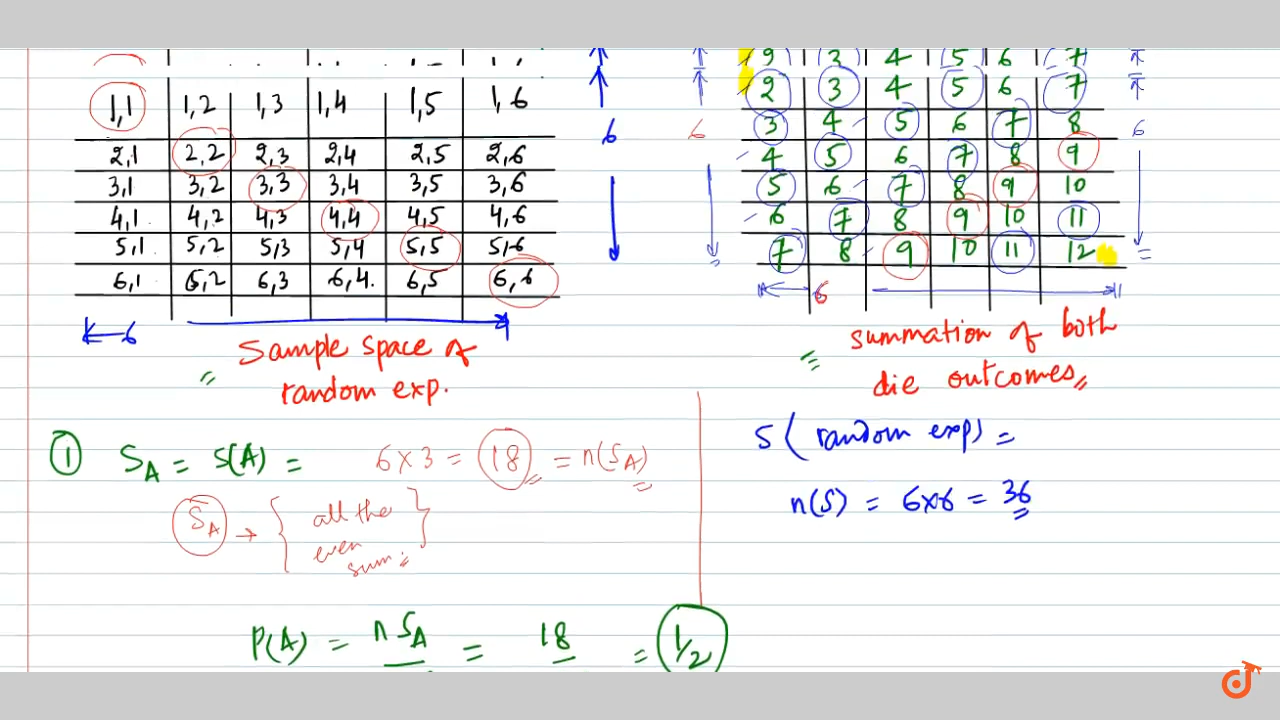 1,1 1,2 1,3 1,4 1,5 1,6
2,1 2,2 2,3 2,4 2,5 2,6
3,1 3,2 3,3 3,4 3,5 3,6
4,1 4,2 4,3 4,4 4,5 4,6
5,1 5,2 5,3 5,4 5,5 5,6
6,1 6,2 6,3 6,4. 6,5 6,6
6
6
Sample space of
random exp.
9 3 4 5 6 7
2 3 4 5 6 7
3 4 5 6 7 8
4 5 6 7 8 9
5 6 7 8 9 10
6 7 8 9 10 11
7 8 9 10 11 12
6
6
6
= summation of both
die outcomes
① S_A = S(A) = 6×3 = 18 = n(S_A)
S_A → { all the
even
sum. }
S ( random exp) =
n(S) = 6×6 = 36
P(A) = n S_A = 18 = 1/2